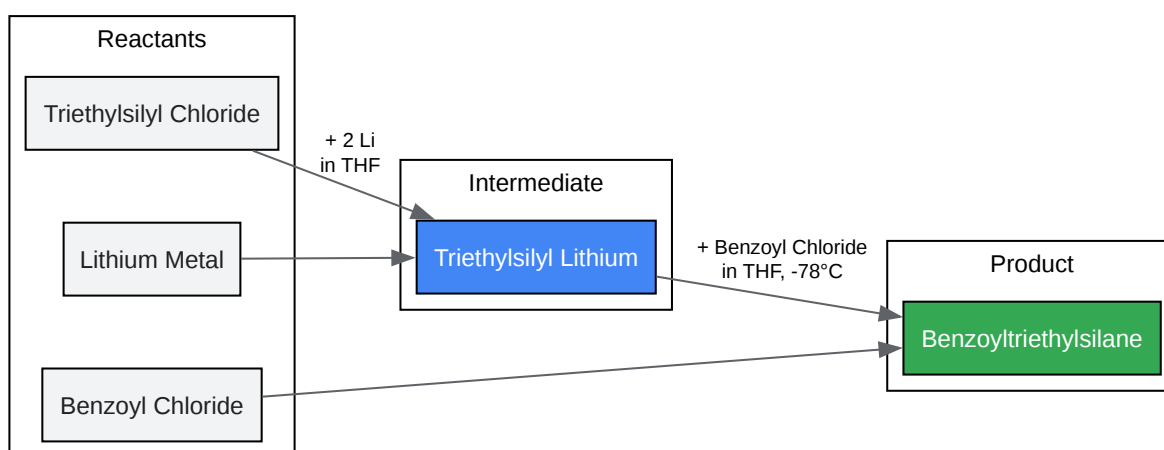 Reactants
Triethylsilyl Chloride
+ 2 Li
in THF
Intermediate
Lithium Metal
Triethylsilyl Lithium
+ Benzoyl Chloride
in THF, -78°C
Product
Benzoyltriethylsilane
Benzoyl Chloride